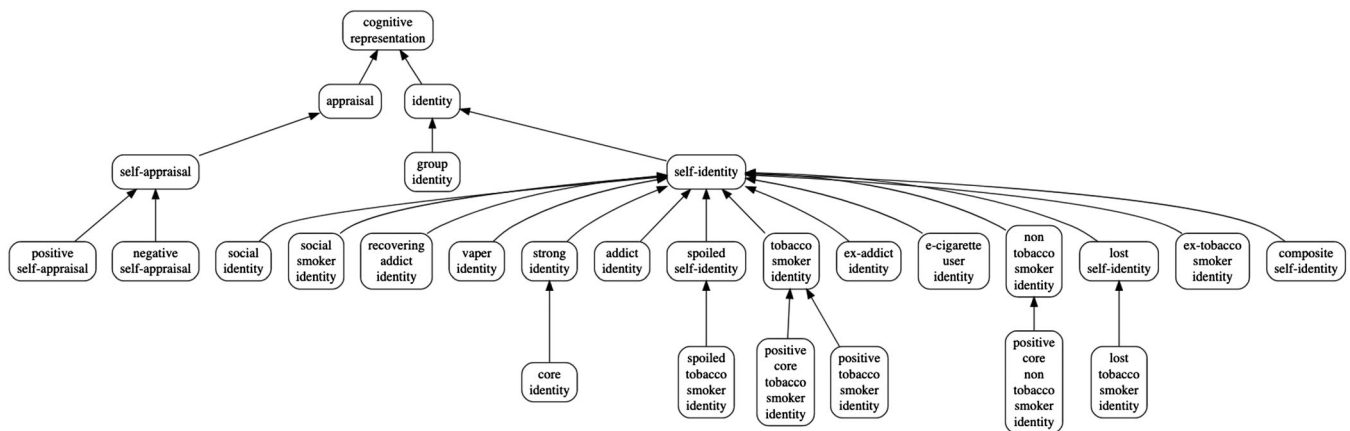 cognitive
representation
appraisal
identity
self-appraisal
group
identity
self-identity
positive
self-appraisal
negative
self-appraisal
social
identity
social
smoker
identity
recovering
addict
identity
vaper
identity
strong
identity
addict
identity
spoiled
self-identity
tobacco
smoker
identity
ex-addict
identity
e-cigarette
user
identity
non
tobacco
smoker
identity
lost
self-identity
ex-tobacco
smoker
identity
composite
self-identity
core
identity
spoiled
tobacco
smoker
identity
positive
core
tobacco
smoker
identity
positive
tobacco
smoker
identity
positive
core
non
tobacco
smoker
identity
lost
tobacco
smoker
identity